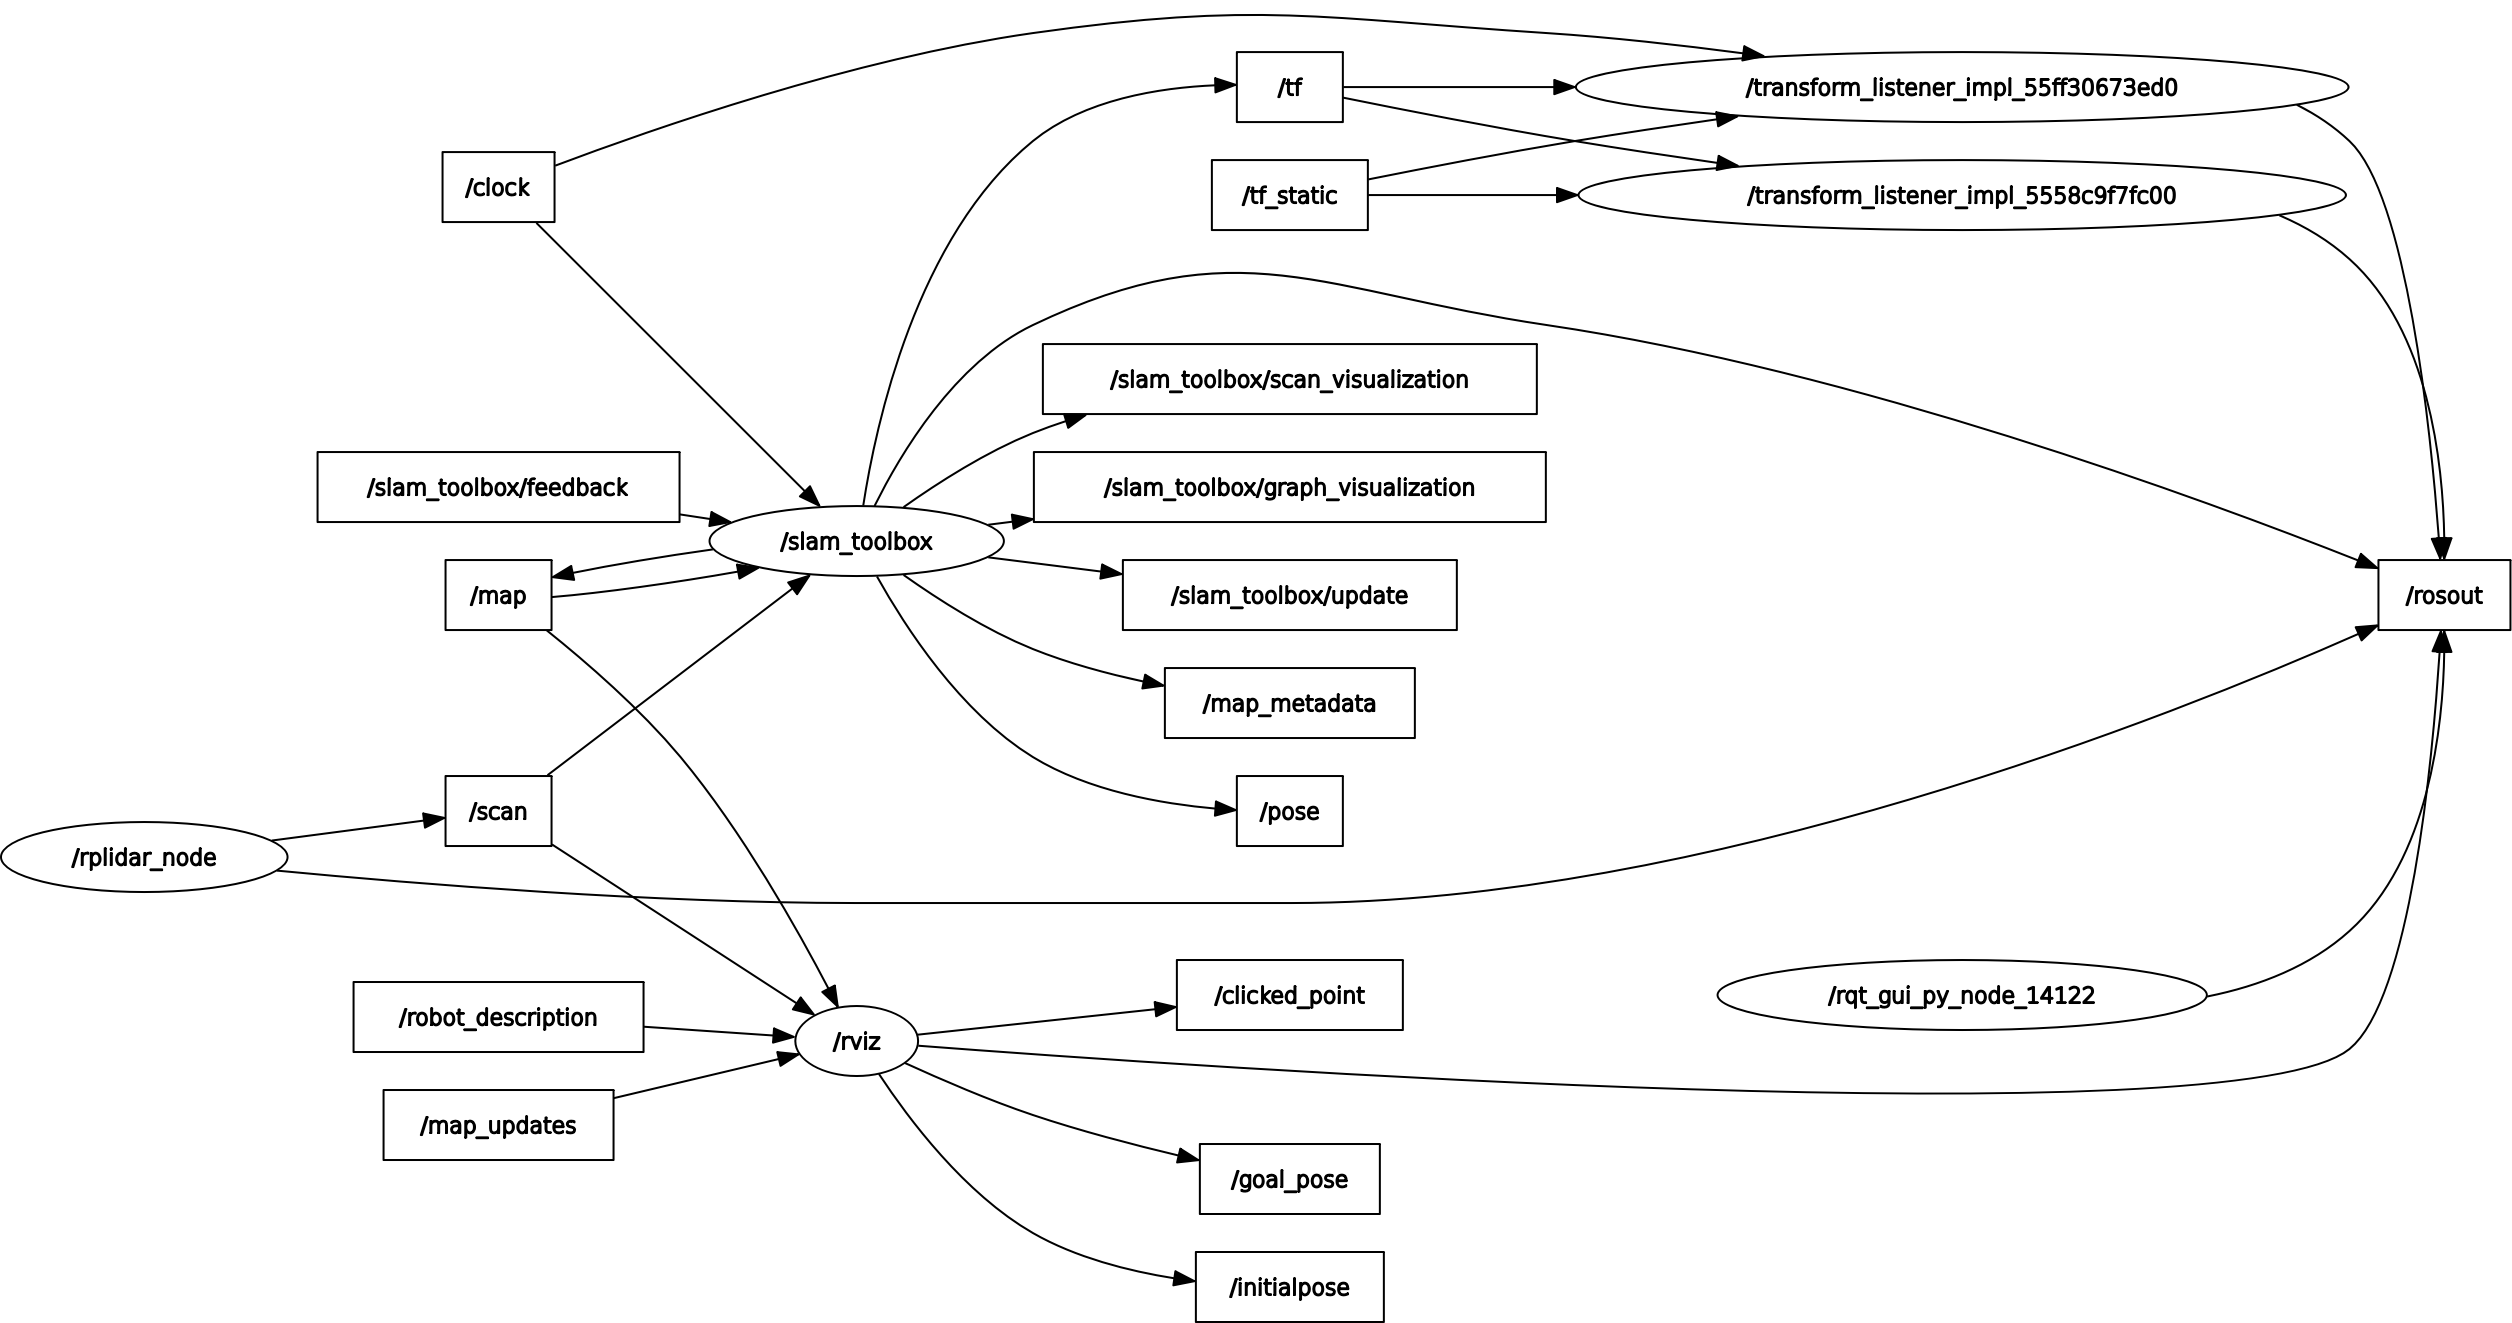 /tf
/transform_listener_impl_55ff30673ed0
/clock
/tf_static
/transform_listener_impl_5558c9f7fc00
/slam_toolbox/scan_visualization
/slam_toolbox/feedback
/slam_toolbox/graph_visualization
/slam_toolbox
/map
/slam_toolbox/update
/rosout
/map_metadata
/scan
/pose
/rplidar_node
/clicked_point
/rqt_gui_py_node_14122
/robot_description
/rviz
/map_updates
/goal_pose
/initialpose